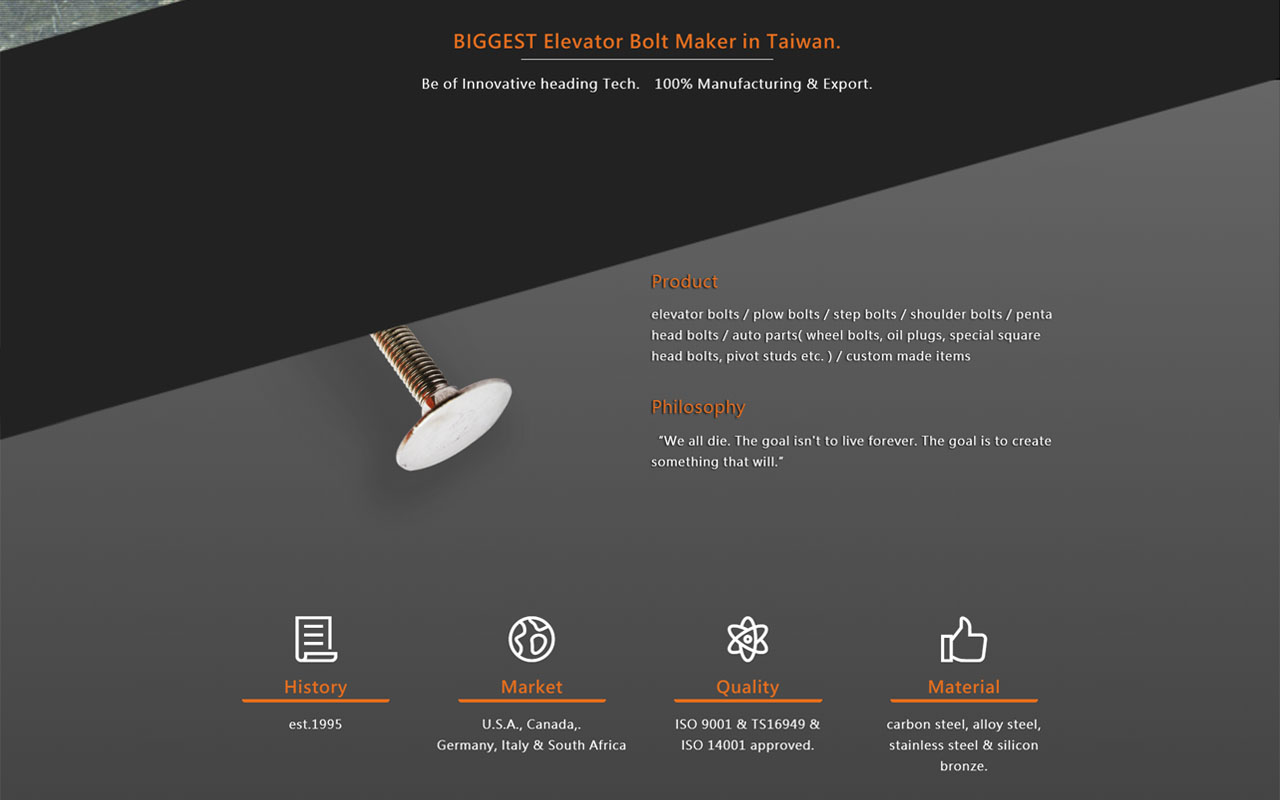 BIGGEST Elevator Bolt Maker in Taiwan.
Be of Innovative heading Tech. 100% Manufacturing & Export.
Product
elevator bolts / plow bolts / step bolts / shoulder bolts / penta
head bolts / auto parts( wheel bolts, oil plugs, special square
head bolts, pivot studs etc. ) / custom made items
Philosophy
“We all die. The goal isn't to live forever. The goal is to create
something that will.”
History
est.1995
Market
U.S.A., Canada,.
Germany, Italy & South Africa
Quality
ISO 9001 & TS16949 &
ISO 14001 approved.
Material
carbon steel, alloy steel,
stainless steel & silicon
bronze.